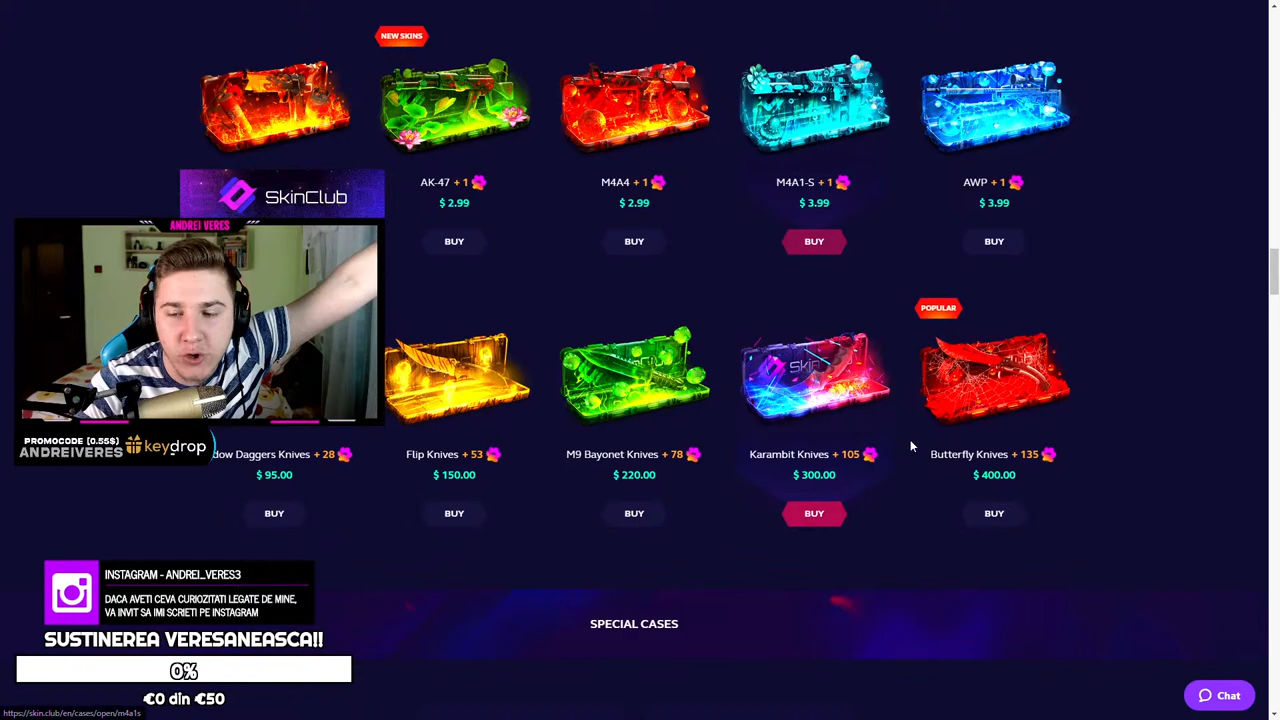 NEW SKINS
AK-47 + 1
$ 2.99
BUY
M4A4 + 1
$ 2.99
BUY
M4A1-S + 1
$ 3.99
BUY
AWP + 1
$ 3.99
BUY
SkinClub
ANDREI VERES
PROMOCODE (0.55$)
ANDREIVERES
keydrop
POPULAR
dow Daggers Knives + 28
$ 95.00
BUY
Flip Knives + 53
$ 150.00
BUY
M9 Bayonet Knives + 78
$ 220.00
BUY
Karambit Knives + 105
$ 300.00
BUY
Butterfly Knives + 135
$ 400.00
BUY
INSTAGRAM - ANDREI_VERES3
DACA AVETI CEVA CURIOZITATI LEGATE DE MINE,
VA INVIT SA IMI SCRIETI PE INSTAGRAM
SUSTINEREA VERESANEASCA!!
0%
€0 din €50
SPECIAL CASES
Chat
https://skin.club/en/cases/open/m4a1s